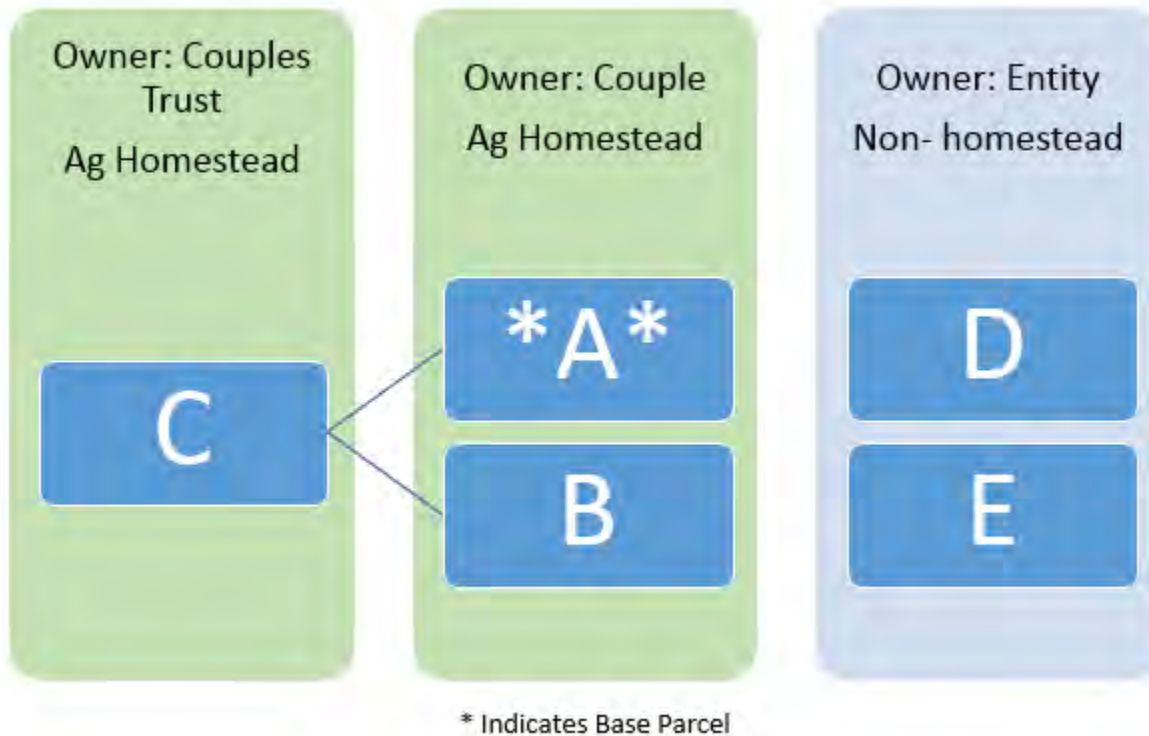 Owner: Couples
Trust
Ag Homestead
C
Owner: Couple
Ag Homestead
*A*
B
Owner: Entity
Non- homestead
D
E
* Indicates Base Parcel